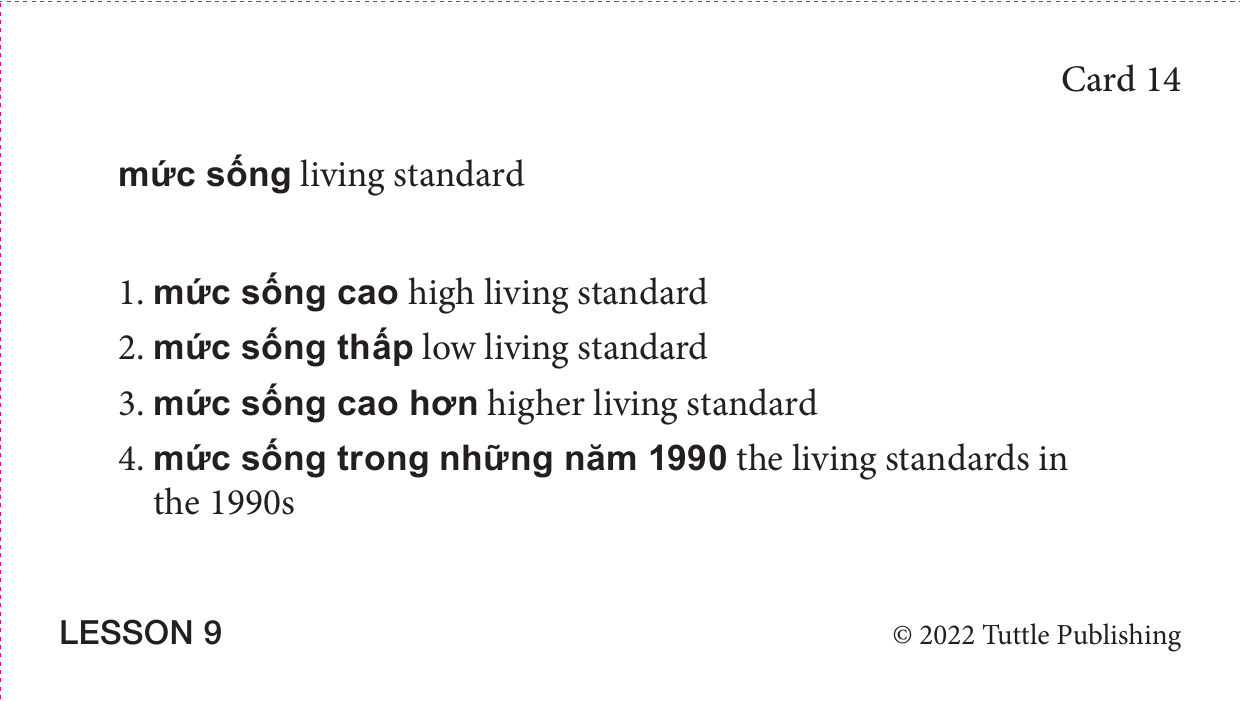 Card 14
mức sống living standard
1. mức sống cao high living standard
2. mức sống thấp low living standard
3. mức sống cao hơn higher living standard
4. mức sống trong những năm 1990 the living standards in
the 1990s
LESSON 9
© 2022 Tuttle Publishing